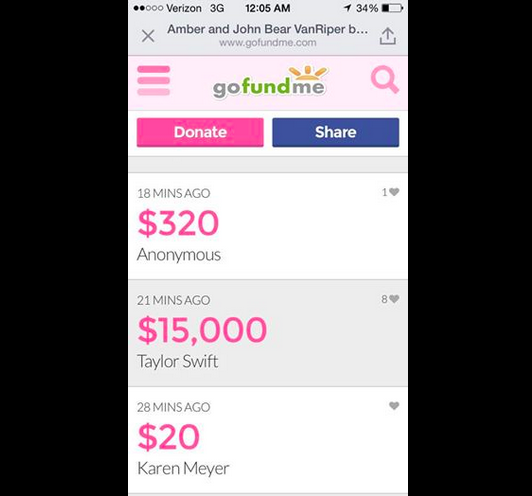 Verizon 3G 12:05 AM 34%
Amber and John Bear VanRiper b...
www.gofundme.com
gofundme
Donate Share
18 MINS AGO 1
$320
Anonymous
21 MINS AGO 8
$15,000
Taylor Swift
28 MINS AGO
$20
Karen Meyer